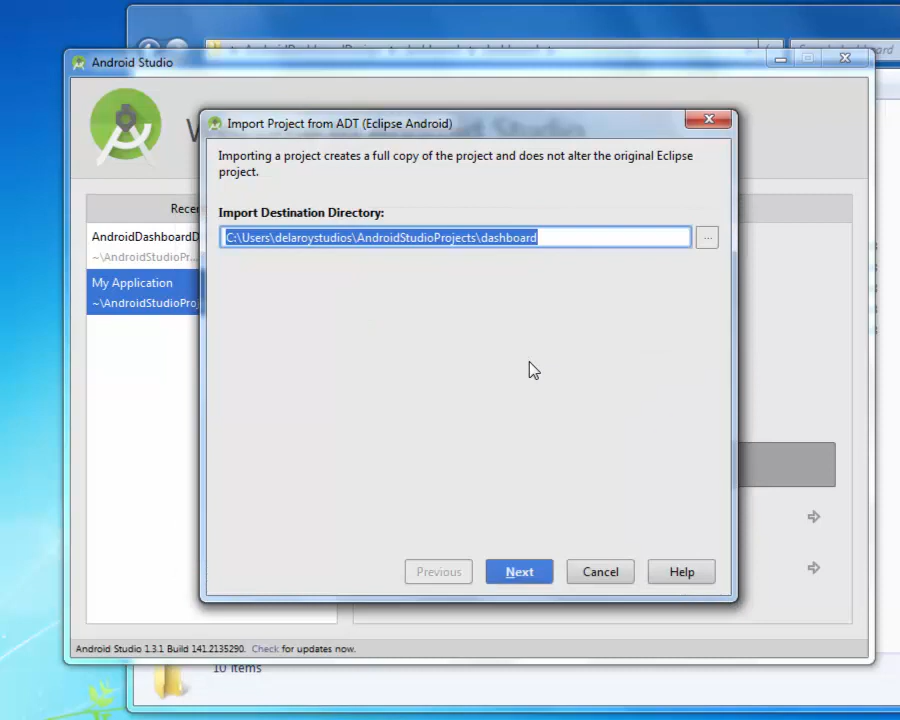 Android Studio
Import Project from ADT (Eclipse Android)
Importing a project creates a full copy of the project and does not alter the original Eclipse
project.
Import Destination Directory:
C:\Users\delaroystudios\AndroidStudioProjects\dashboard
...
Recen
AndroidDashboardD
~\AndroidStudioPr...
My Application
~\AndroidStudioProj
Previous
Next
Cancel
Help
Android Studio 1.3.1 Build 141.2135290. Check for updates now.
10 items